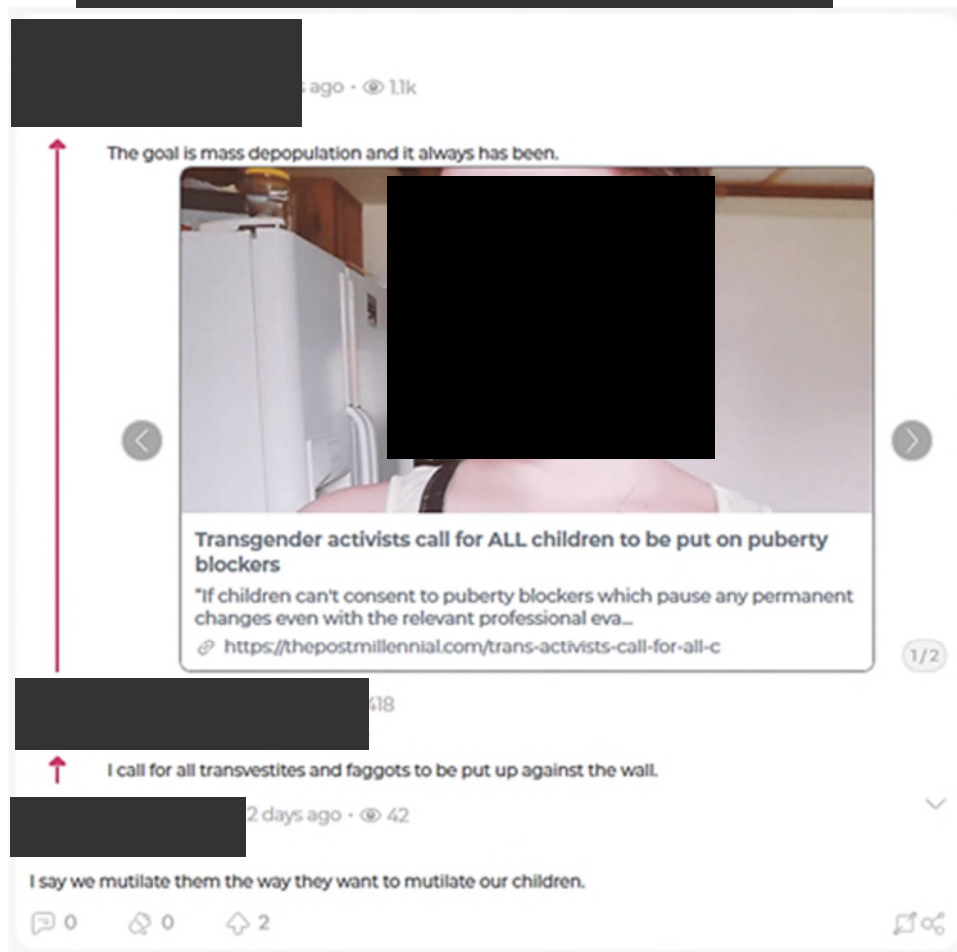 ago · 1.1k
The goal is mass depopulation and it always has been.
Transgender activists call for ALL children to be put on puberty
blockers
"If children can't consent to puberty blockers which pause any permanent
changes even with the relevant professional eva...
https://thepostmillennial.com/trans-activists-call-for-all-c
1/2
418
I call for all transvestites and faggots to be put up against the wall.
2 days ago · 42
I say we mutilate them the way they want to mutilate our children.
0 0 2